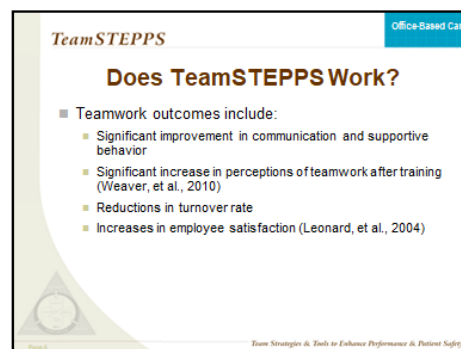 Office-Based Car
TeamSTEPPS
Does TeamSTEPPS Work?
Teamwork outcomes include:
Significant improvement in communication and supportive
behavior
Significant increase in perceptions of teamwork after training
(Weaver, et al., 2010)
Reductions in turnover rate
Increases in employee satisfaction (Leonard, et al., 2004)
Team Strategies & Tools to Enhance Performance & Patient Safety